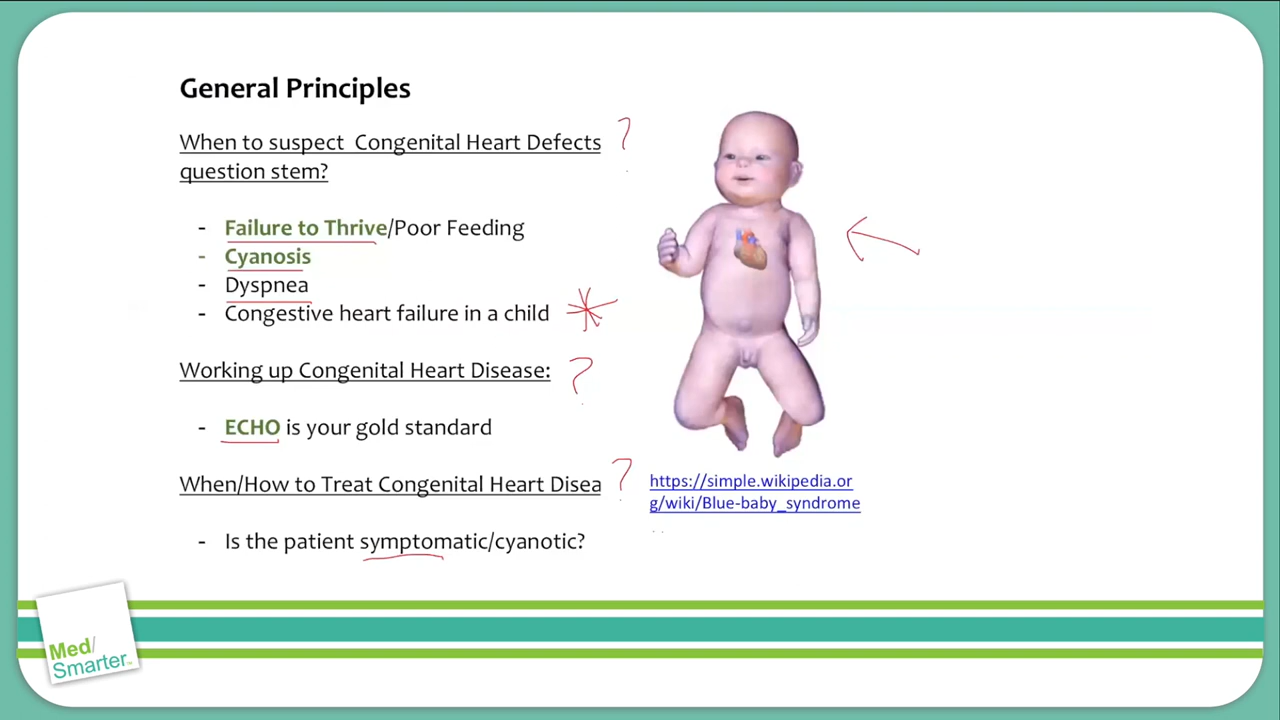 General Principles
When to suspect  Congenital Heart Defects ?
question stem?
- Failure to Thrive/Poor Feeding
- Cyanosis
- Dyspnea
- Congestive heart failure in a child *
Working up Congenital Heart Disease: ?
- ECHO is your gold standard
When/How to Treat Congenital Heart Disea ?
- Is the patient symptomatic/cyanotic?
https://simple.wikipedia.or
g/wiki/Blue-baby_syndrome
Med/
Smarter™